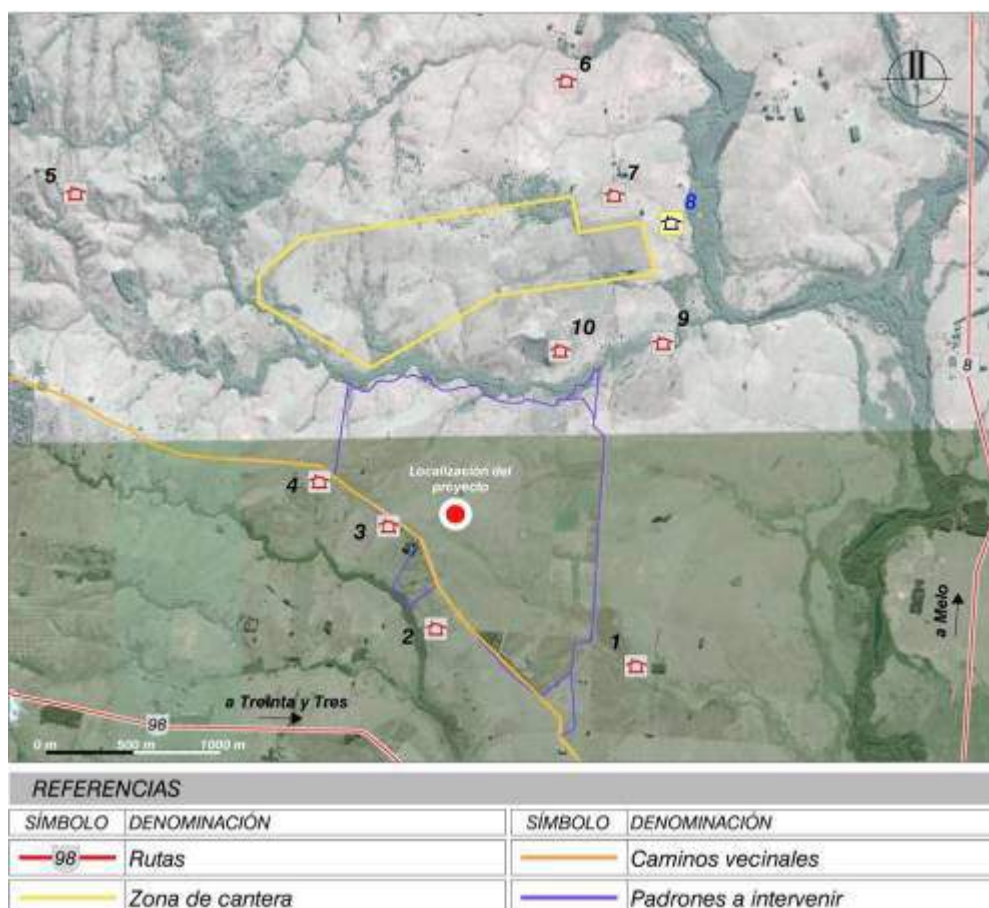 6
5
7
8
10
9
8
Localización del
proyecto
4
3
2
1
a Melo
a Treinta y Tres
98
0 m 500 m 1000 m
REFERENCIAS
SÍMBOLO DENOMINACIÓN SÍMBOLO DENOMINACIÓN
98 Rutas Caminos vecinales
Zona de cantera Padrones a intervenir